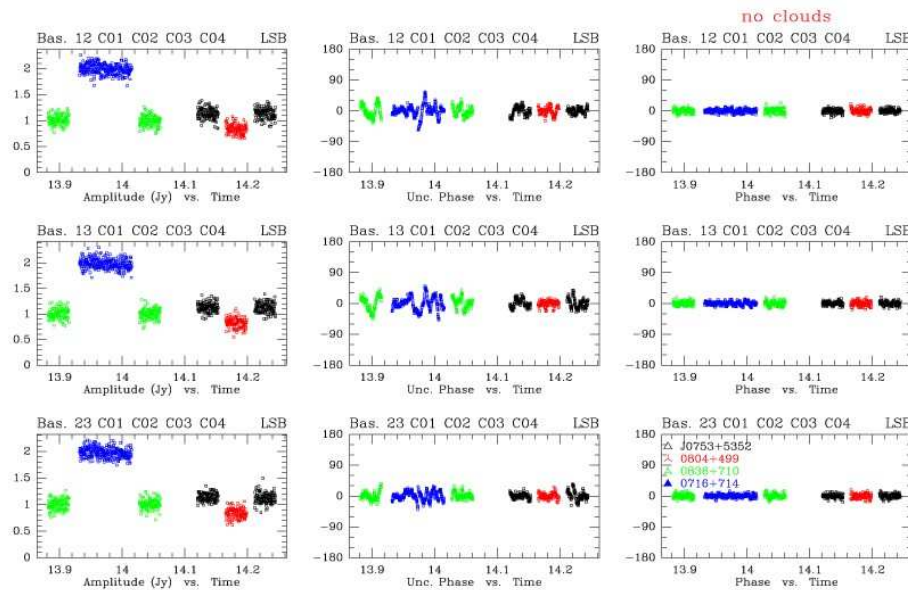 no clouds
Bas. 12 C01 C02 C03 C04 LSB
Bas. 12 C01 C02 C03 C04 LSB
Bas. 12 C01 C02 C03 C04 LSB
2
1.5
1
0.5
0
13.9 14 14.1 14.2
Amplitude (Jy) vs. Time
180
90
0
-90
-180
13.9 14 14.1 14.2
Unc. Phase vs. Time
180
90
0
-90
-180
13.9 14 14.1 14.2
Phase vs. Time
Bas. 13 C01 C02 C03 C04 LSB
Bas. 13 C01 C02 C03 C04 LSB
Bas. 13 C01 C02 C03 C04 LSB
2
1.5
1
0.5
0
13.9 14 14.1 14.2
Amplitude (Jy) vs. Time
180
90
0
-90
-180
13.9 14 14.1 14.2
Unc. Phase vs. Time
180
90
0
-90
-180
13.9 14 14.1 14.2
Phase vs. Time
Bas. 23 C01 C02 C03 C04 LSB
Bas. 23 C01 C02 C03 C04 LSB
Bas. 23 C01 C02 C03 C04 LSB
2
1.5
1
0.5
0
13.9 14 14.1 14.2
Amplitude (Jy) vs. Time
180
90
0
-90
-180
13.9 14 14.1 14.2
Unc. Phase vs. Time
180
90
0
-90
-180
J0753+5352
0804+499
0836+710
0716+714
13.9 14 14.1 14.2
Phase vs. Time